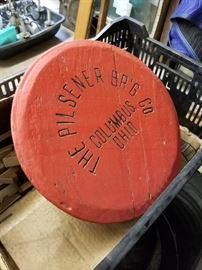 THE PILSENER BR'G CO
COLUMBUS
OHIO